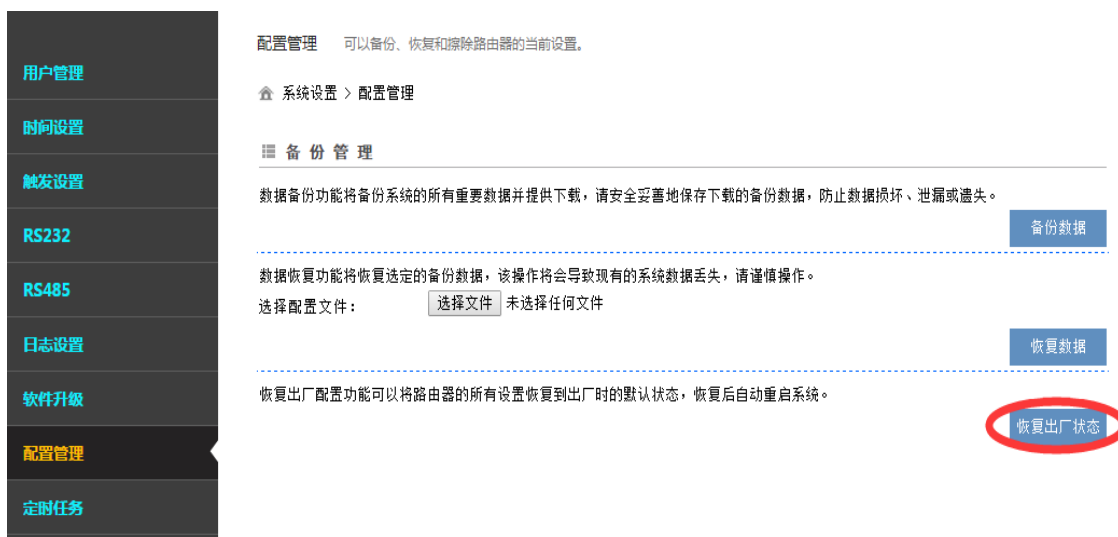 用户管理
时间设置
触发设置
RS232
RS485
日志设置
软件升级
配置管理
定时任务
配置管理 可以备份、恢复和擦除路由器的当前设置。
系统设置 > 配置管理
备份管理
数据备份功能将备份系统的所有重要数据并提供下载，请安全妥善地保存下载的备份数据，防止数据损坏、泄漏或遗失。
备份数据
数据恢复功能将恢复选定的备份数据，该操作将会导致现有的系统数据丢失，请谨慎操作。
选择配置文件： 选择文件 未选择任何文件
恢复数据
恢复出厂配置功能可以将路由器的所有设置恢复到出厂时的默认状态，恢复后自动重启系统。
恢复出厂状态